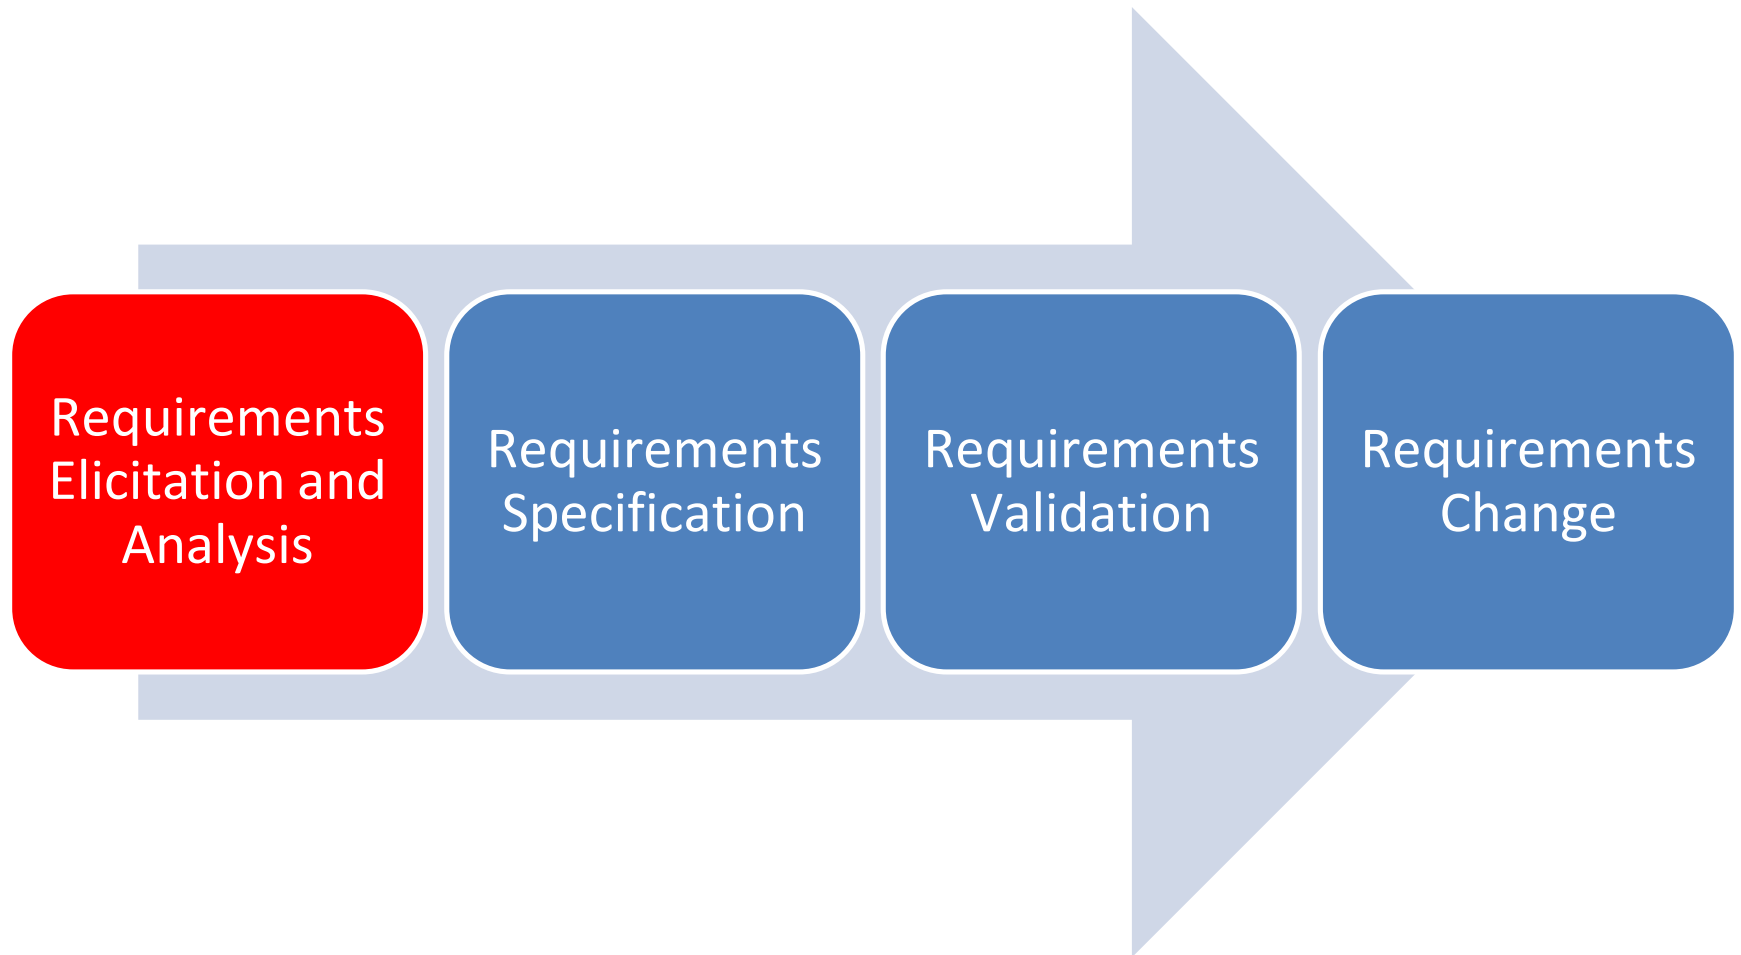 Requirements
Elicitation and
Analysis
Requirements
Specification
Requirements
Validation
Requirements
Change